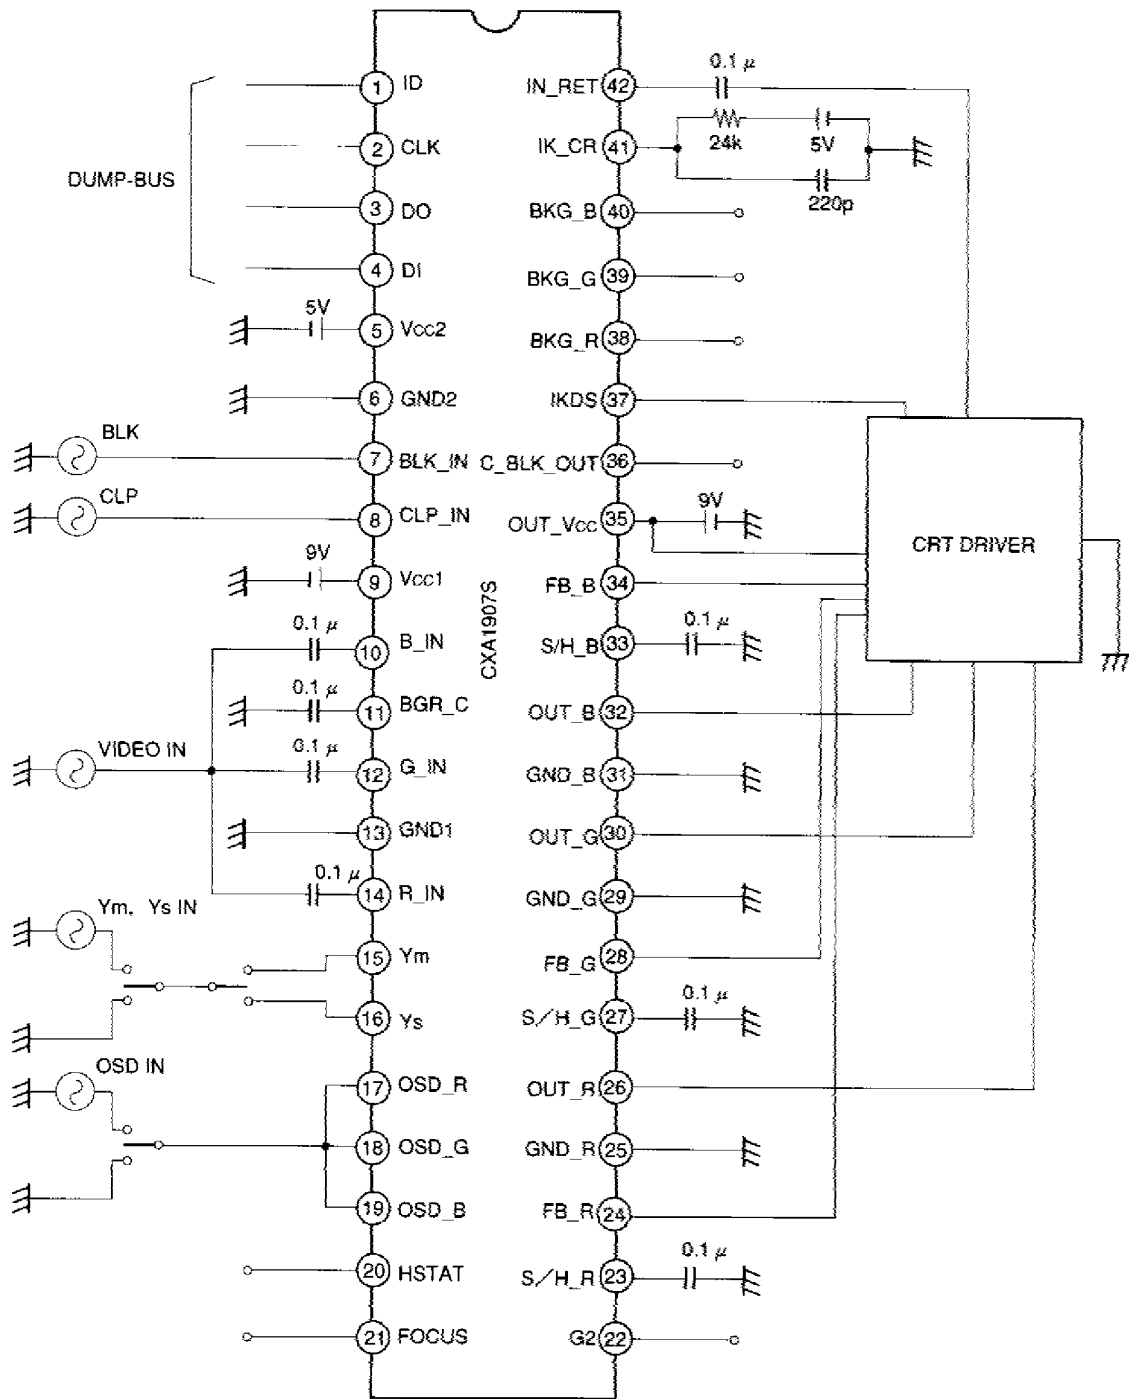 DUMP-BUS
1 ID
2 CLK
3 DO
4 DI
5V
5 Vcc2
6 GND2
BLK
7 BLK_IN
CLP
8 CLP_IN
9V
9 Vcc1
0.1 μ
10 B_IN
0.1 μ
11 BGR_C
VIDEO IN
0.1 μ
12 G_IN
13 GND1
0.1 μ
14 R_IN
Ym, Ys IN
15 Ym
16 Ys
OSD IN
17 OSD_R
18 OSD_G
19 OSD_B
20 HSTAT
21 FOCUS
CXA1907S
IN_RET 42
0.1 μ
IK_CR 41
24k
5V
220p
BKG_B 40
BKG_G 39
BKG_R 38
IKDS 37
C_BLK_OUT 36
OUT_Vcc 35
9V
FB_B 34
S/H_B 33
0.1 μ
OUT_B 32
GND_B 31
OUT_G 30
GND_G 29
FB_G 28
S/H_G 27
0.1 μ
OUT_R 26
GND_R 25
FB_R 24
S/H_R 23
0.1 μ
G2 22
CRT DRIVER